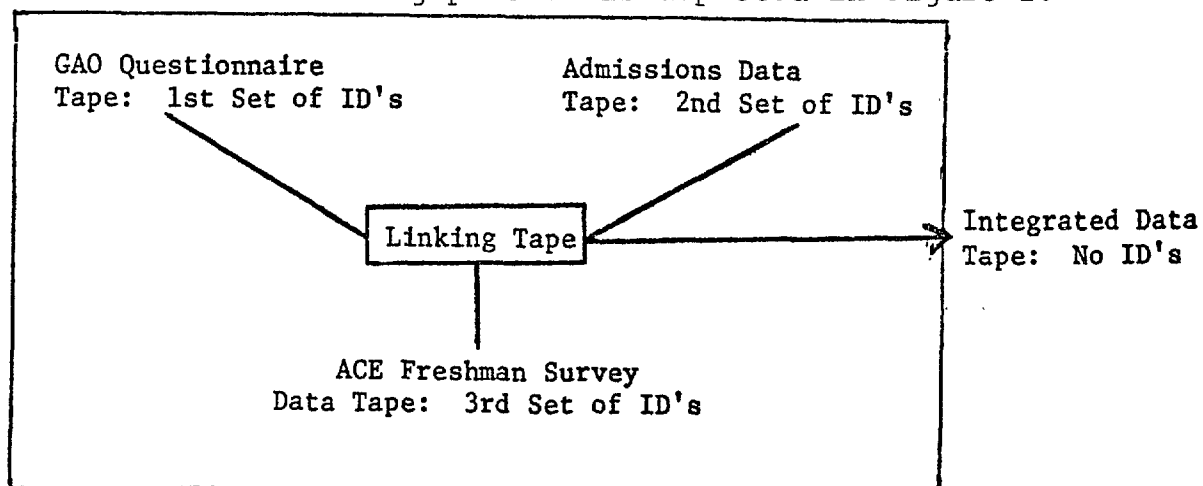 GAO Questionnaire
Tape: 1st Set of ID's
Admissions Data
Tape: 2nd Set of ID's
Linking Tape
Integrated Data
Tape: No ID's
ACE Freshman Survey
Data Tape: 3rd Set of ID's